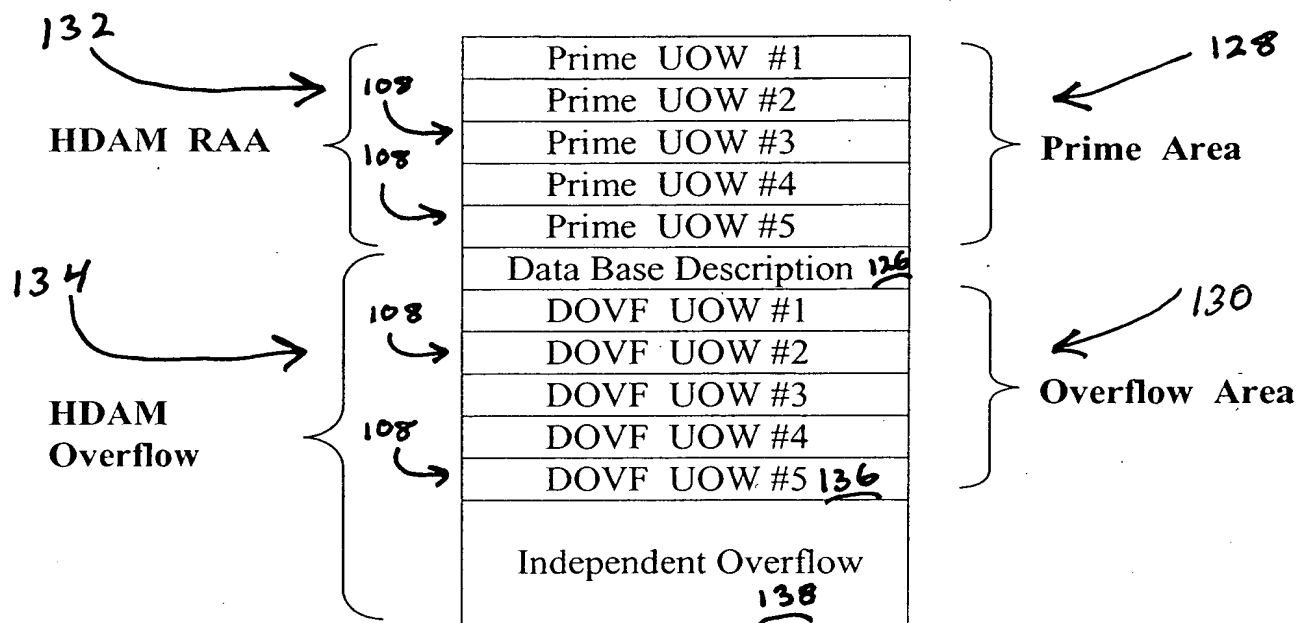 132
128
Prime UOW #1
108
Prime UOW #2
HDAM RAA
Prime UOW #3
Prime Area
108
Prime UOW #4
Prime UOW #5
134
Data Base Description 126
130
108
DOVF UOW #1
DOVF UOW #2
DOVF UOW #3
Overflow Area
HDAM
Overflow
108
DOVF UOW #4
DOVF UOW #5 136
Independent Overflow
138